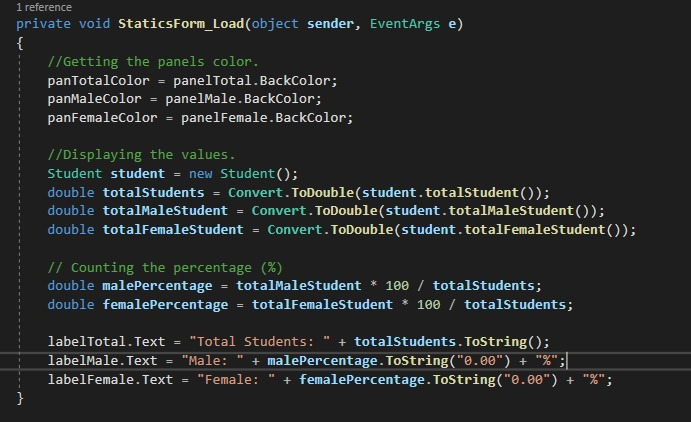 1 reference
private void StaticsForm_Load(object sender, EventArgs e)
{
//Getting the panels color.
panTotalColor = panelTotal.BackColor;
panMaleColor = panelMale.BackColor;
panFemaleColor = panelFemale.BackColor;
//Displaying the values.
Student student = new Student();
double totalStudents = Convert.ToDouble(student.totalStudent());
double totalMaleStudent = Convert.ToDouble(student.totalMaleStudent());
double totalFemaleStudent = Convert.ToDouble(student.totalFemaleStudent());
// Counting the percentage (%)
double malePercentage = totalMaleStudent * 100 / totalStudents;
double femalePercentage = totalFemaleStudent * 100 / totalStudents;
labelTotal.Text = "Total Students: " + totalStudents.ToString();
labelMale.Text = "Male: " + malePercentage.ToString("0.00") + "%";
labelFemale.Text = "Female: " + femalePercentage.ToString("0.00") + "%";
}